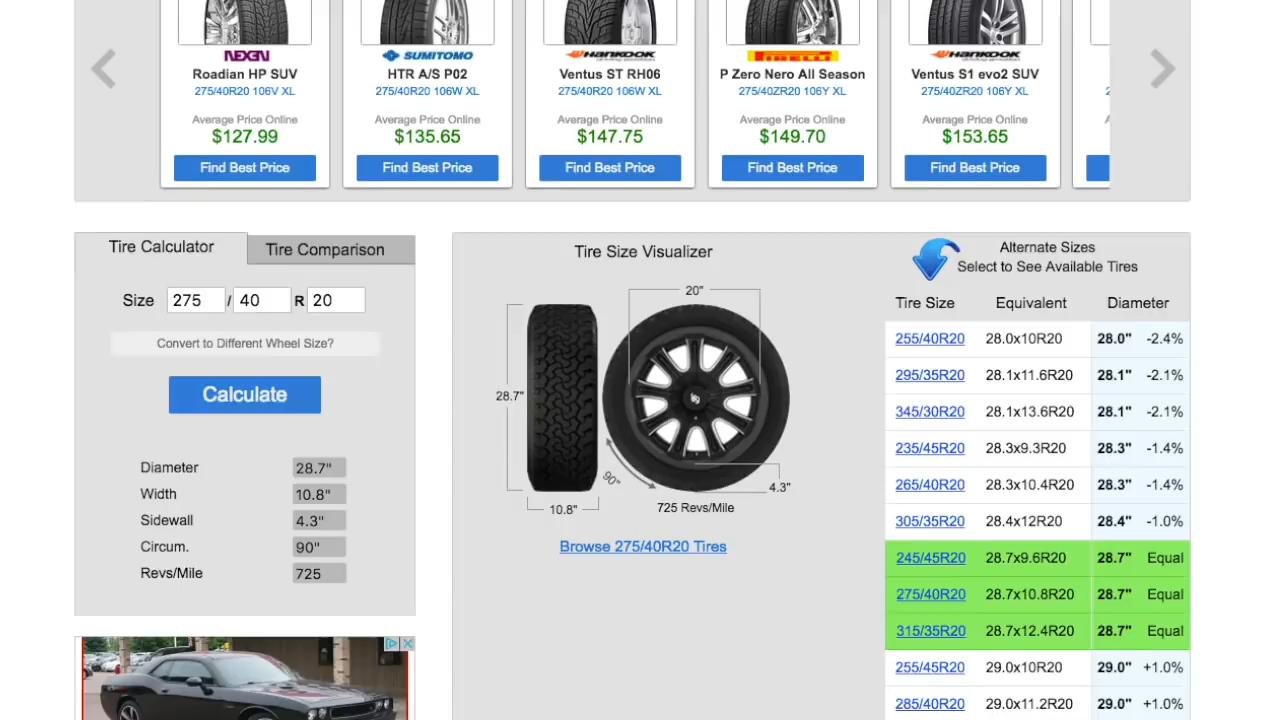 NEXEN
Roadian HP SUV
275/40R20 106V XL
Average Price Online
$127.99
Find Best Price
SUMITOMO
HTR A/S P02
275/40R20 106W XL
Average Price Online
$135.65
Find Best Price
HANKOOK
Ventus ST RH06
275/40R20 106W XL
Average Price Online
$147.75
Find Best Price
PIRELLI
P Zero Nero All Season
275/40ZR20 106Y XL
Average Price Online
$149.70
Find Best Price
HANKOOK
Ventus S1 evo2 SUV
275/40ZR20 106Y XL
Average Price Online
$153.65
Find Best Price
Tire Calculator
Tire Comparison
Size 275 / 40 R 20
Convert to Different Wheel Size?
Calculate
Diameter 28.7"
Width 10.8"
Sidewall 4.3"
Circum. 90"
Revs/Mile 725
Tire Size Visualizer
20"
28.7"
90"
4.3"
10.8"
725 Revs/Mile
Browse 275/40R20 Tires
Alternate Sizes
Select to See Available Tires
Tire Size Equivalent Diameter
255/40R20 28.0x10R20 28.0" -2.4%
295/35R20 28.1x11.6R20 28.1" -2.1%
345/30R20 28.1x13.6R20 28.1" -2.1%
235/45R20 28.3x9.3R20 28.3" -1.4%
265/40R20 28.3x10.4R20 28.3" -1.4%
305/35R20 28.4x12R20 28.4" -1.0%
245/45R20 28.7x9.6R20 28.7" Equal
275/40R20 28.7x10.8R20 28.7" Equal
315/35R20 28.7x12.4R20 28.7" Equal
255/45R20 29.0x10R20 29.0" +1.0%
285/40R20 29.0x11.2R20 29.0" +1.0%